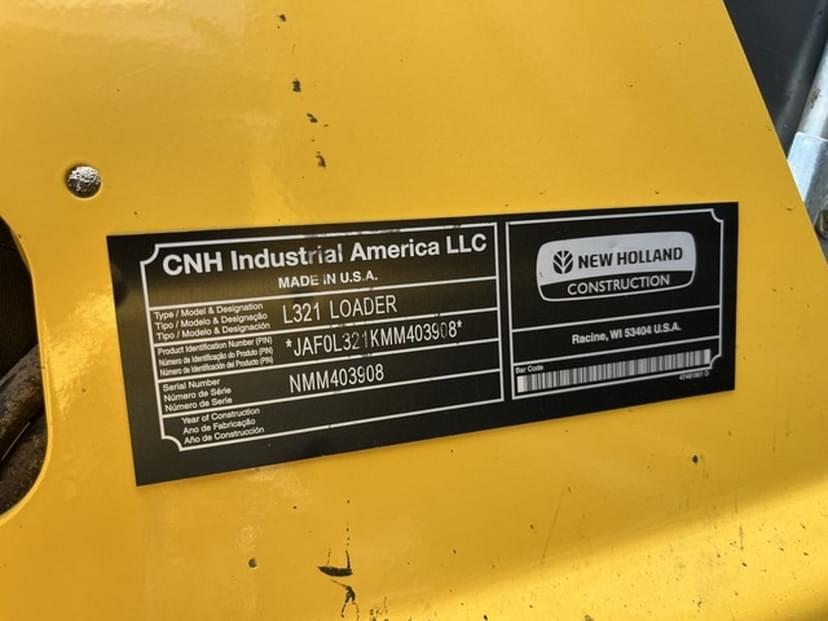 CNH Industrial America LLC
MADE IN U.S.A.
Type / Model & Designation
Tipo / Modelo & Designação
Tipo / Modelo & Designación
L321 LOADER
Product Identification Number (PIN)
Número de Identificação do Produto (PIN)
Número de Identificación del Producto (PIN)
*JAF0L321KMM403908*
Serial Number
Número de Série
Número de Serie
NMM403908
Year of Construction
Ano de Fabricação
Año de Construcción
NEW HOLLAND
CONSTRUCTION
Racine, WI 53404 U.S.A.
Bar Code